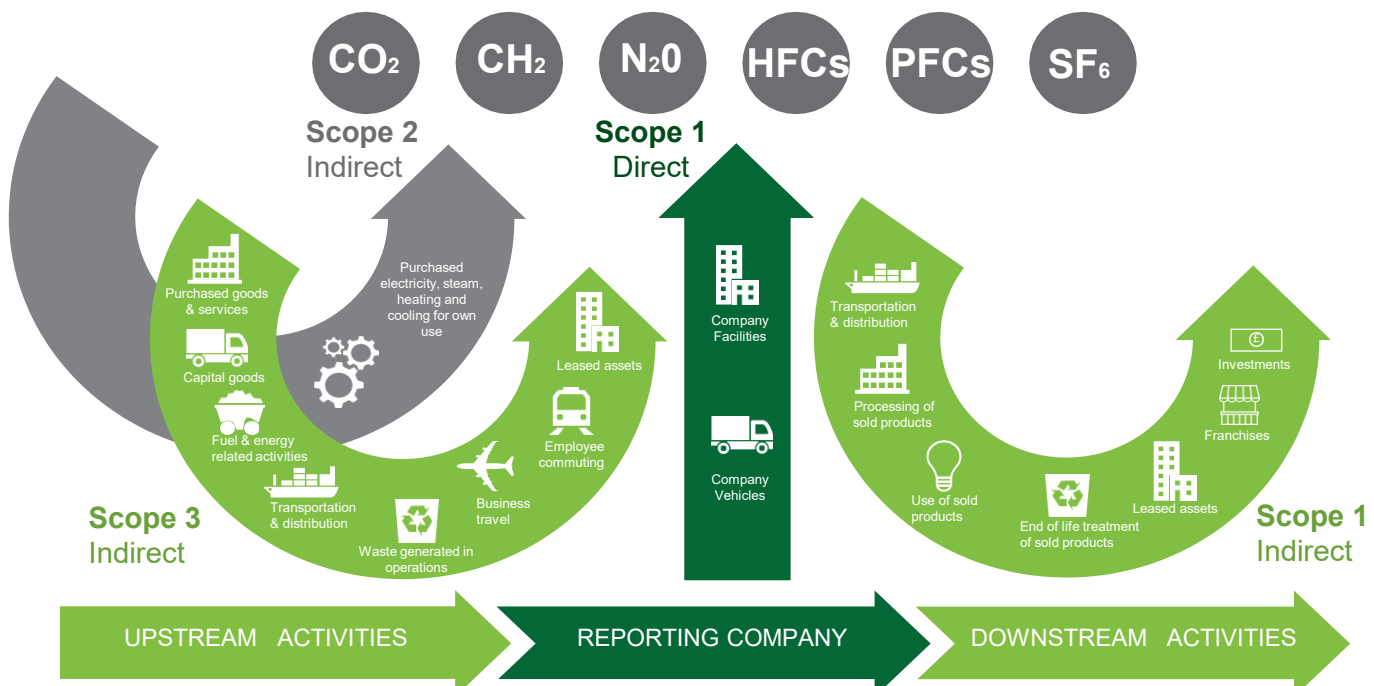 CO₂
CH₂
N₂0
HFCs
PFCs
SF₆
Scope 2
Indirect
Scope 1
Direct
Purchased goods
& services
Capital goods
Fuel & energy
related activities
Transportation
& distribution
Waste generated in
operations
Business
travel
Employee
commuting
Leased assets
Purchased
electricity, steam,
heating and
cooling for own
use
Company
Facilities
Company
Vehicles
Transportation
& distribution
Processing of
sold products
Use of sold
products
End of life treatment
of sold products
Leased assets
Franchises
£
Investments
Scope 3
Indirect
Scope 1
Indirect
UPSTREAM ACTIVITIES
REPORTING COMPANY
DOWNSTREAM ACTIVITIES